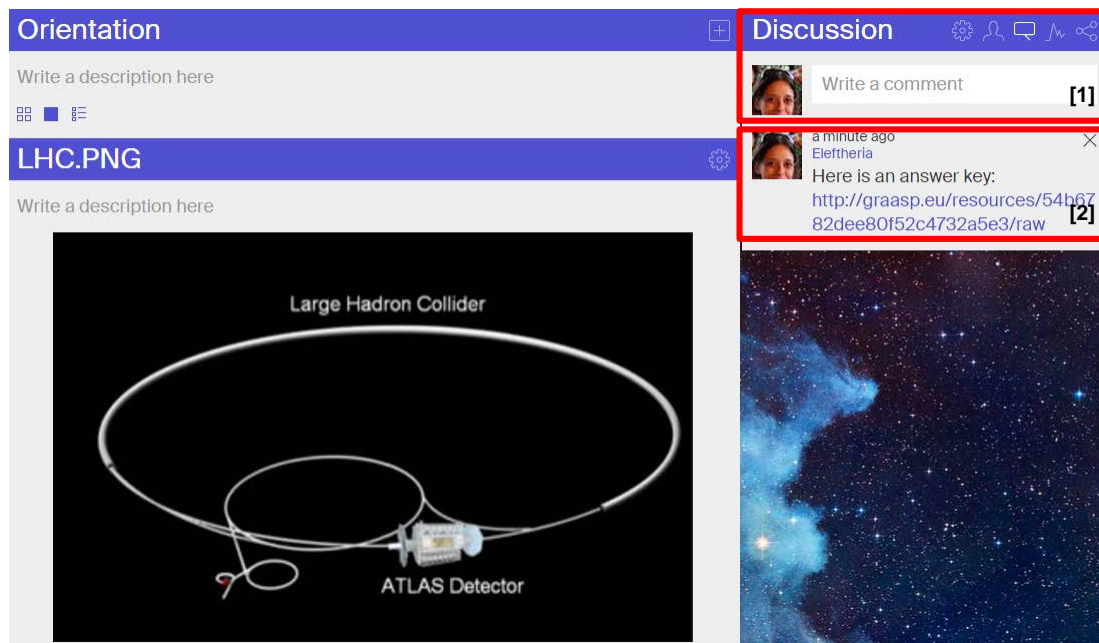 Orientation
Write a description here
LHC.PNG
Write a description here
Large Hadron Collider
ATLAS Detector
Discussion
Write a comment
[1]
a minute ago
Eleftheria
Here is an answer key:
http://graasp.eu/resources/54b67
82dee80f52c4732a5e3/raw
[2]